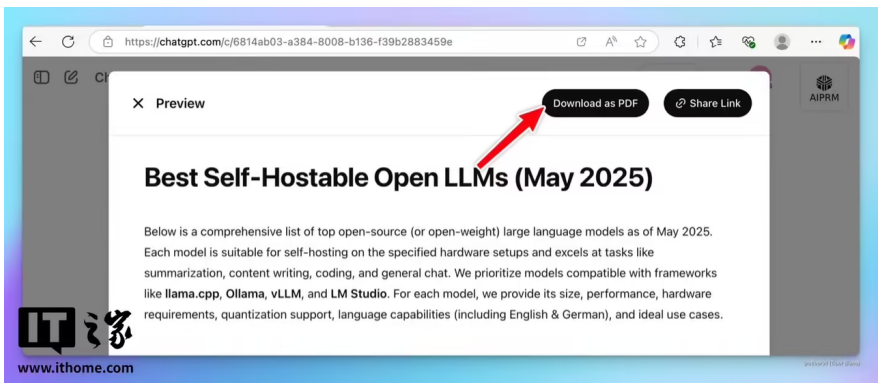 https://chatgpt.com/c/6814ab03-a384-8008-b136-f39b2883459e
Ch
AIPRM
Preview
Download as PDF
Share Link
Best Self-Hostable Open LLMs (May 2025)
Below is a comprehensive list of top open-source (or open-weight) large language models as of May 2025.
Each model is suitable for self-hosting on the specified hardware setups and excels at tasks like
summarization, content writing, coding, and general chat. We prioritize models compatible with frameworks
like llama.cpp, Ollama, vLLM, and LM Studio. For each model, we provide its size, performance, hardware
requirements, quantization support, language capabilities (including English & German), and ideal use cases.
IT之家
www.ithome.com